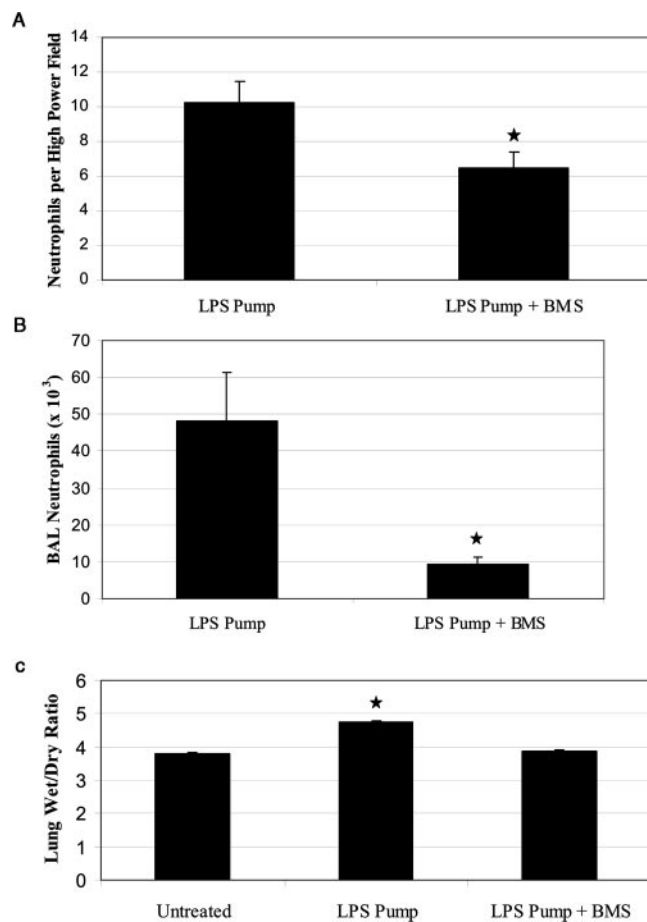 A
Neutrophils per High Power Field
14
12
10
8
6
4
2
0
★
LPS Pump LPS Pump + BMS
B
BAL Neutrophils (x 10³)
70
60
50
40
30
20
10
0
★
LPS Pump LPS Pump + BMS
c
Lung Wet/Dry Ratio
6
5
4
3
2
1
0
★
Untreated LPS Pump LPS Pump + BMS